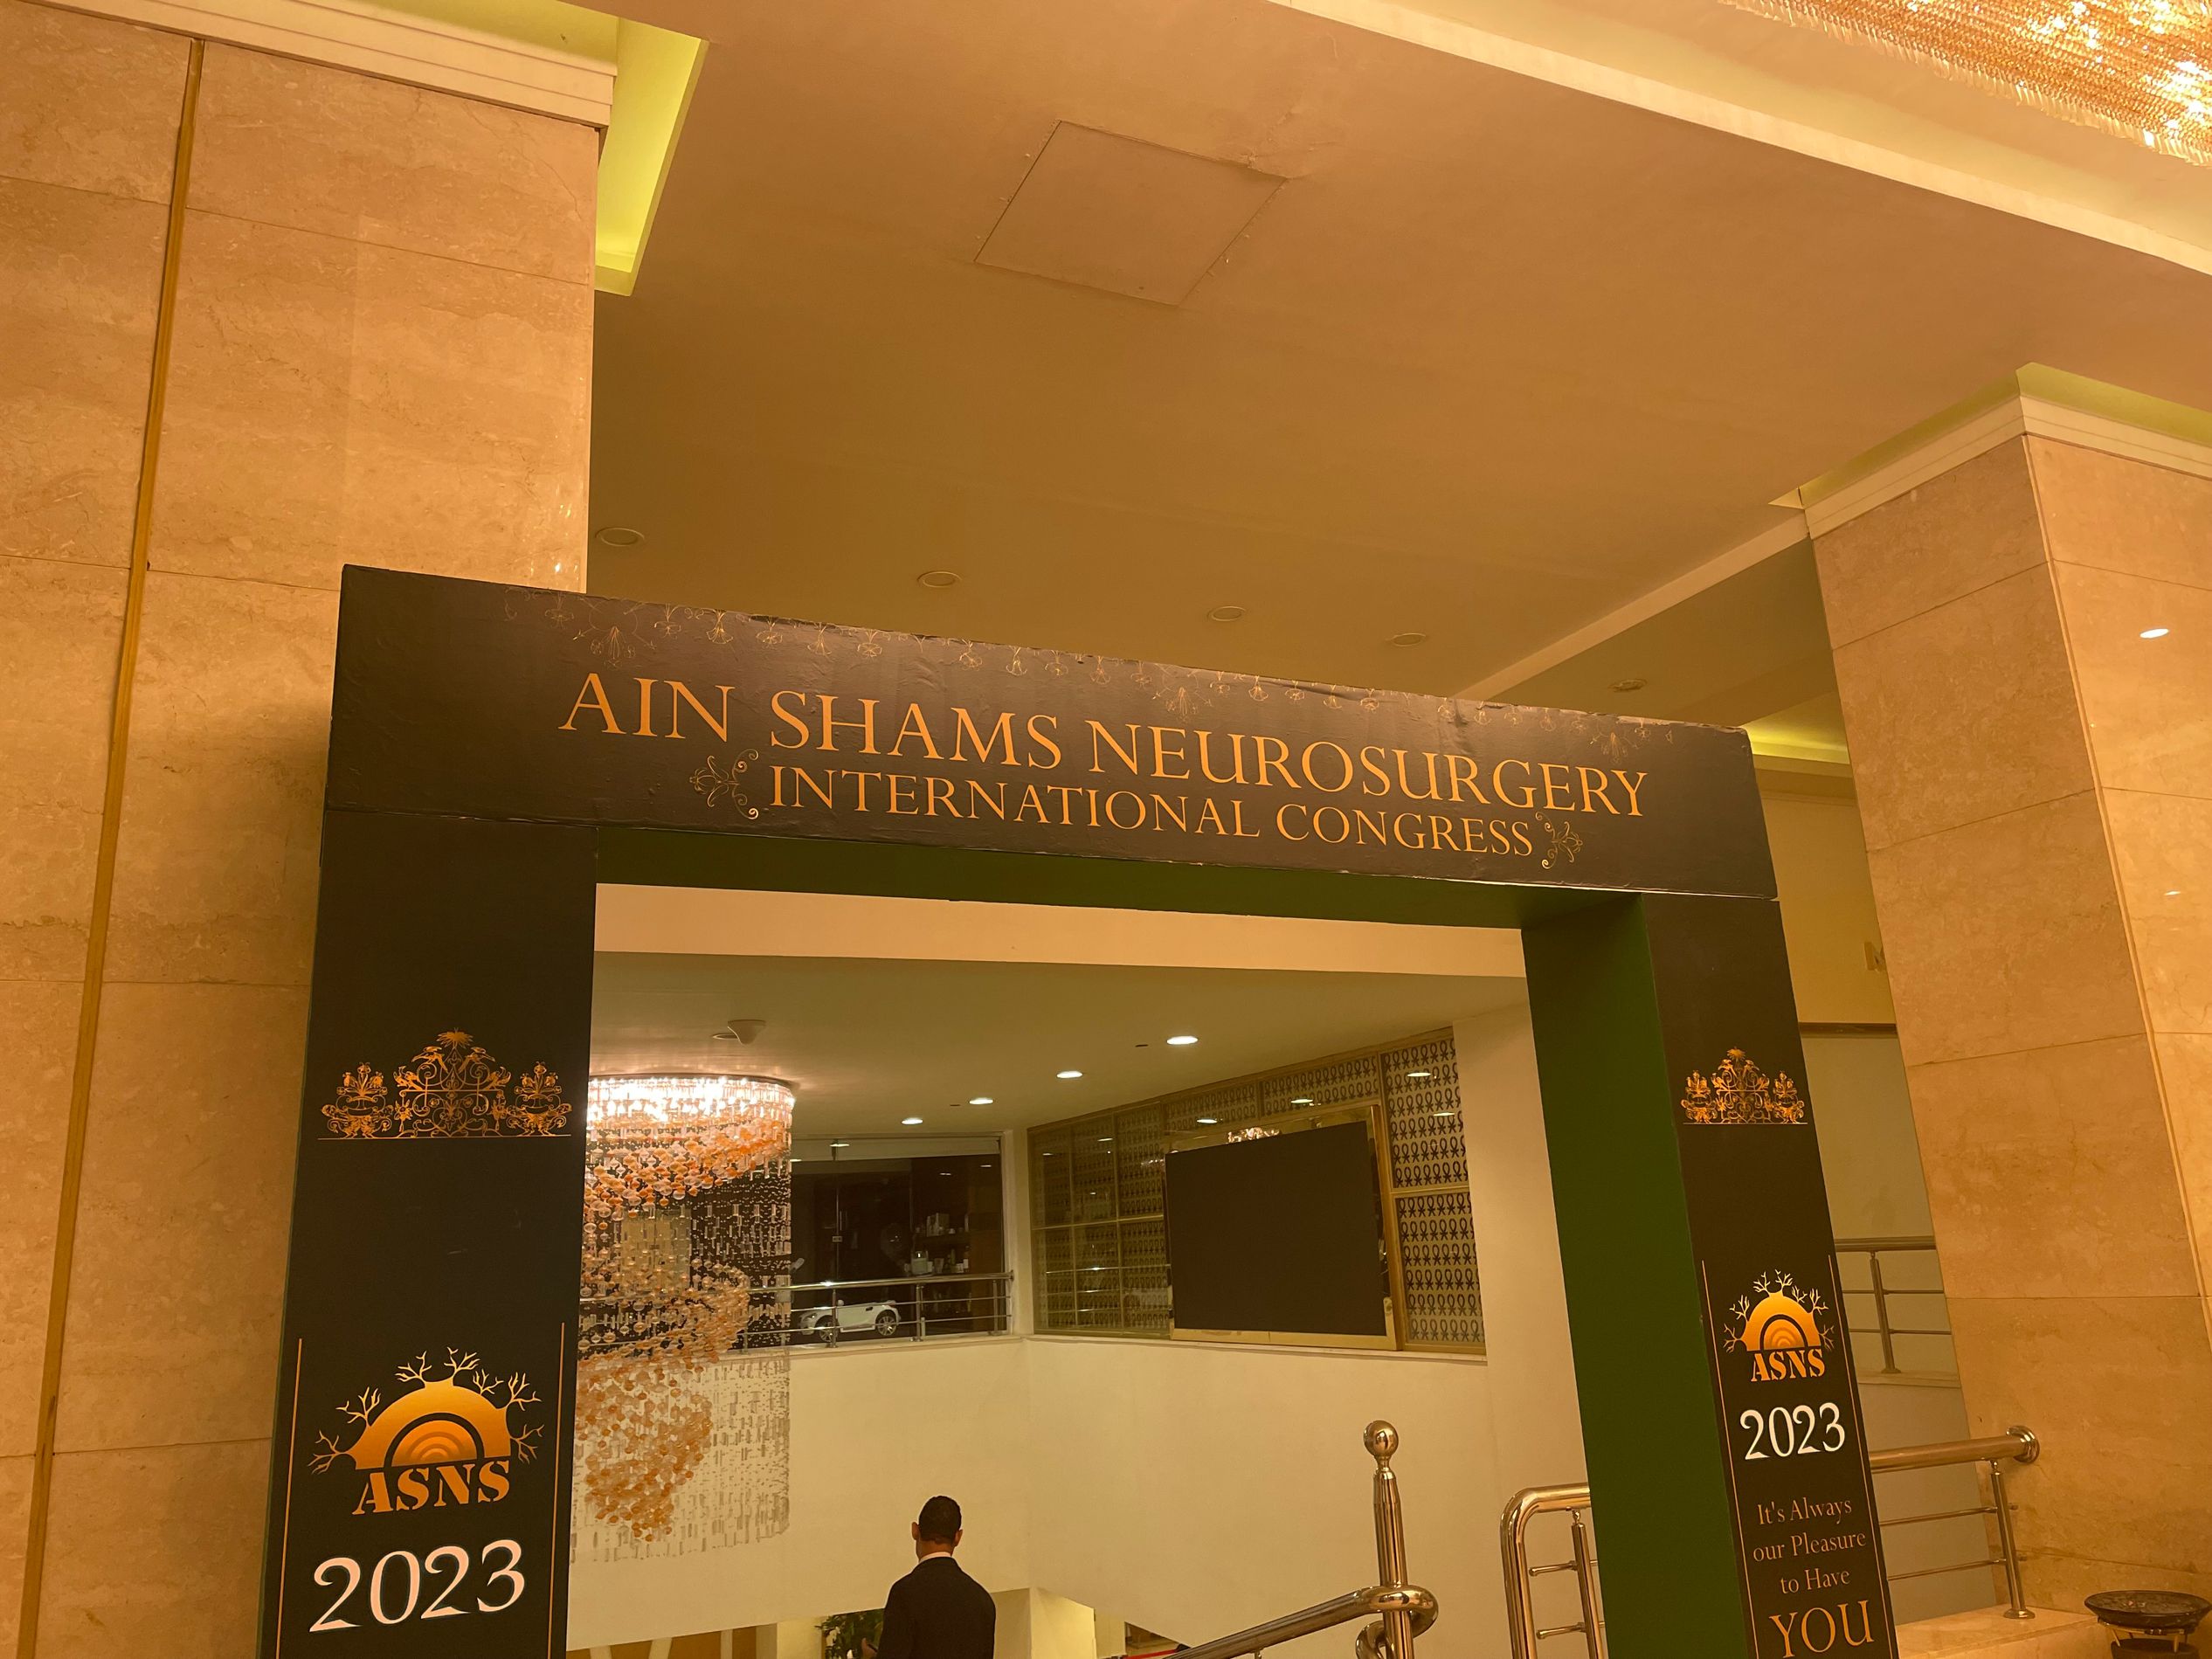 AIN SHAMS NEUROSURGERY
INTERNATIONAL CONGRESS
ASNS
2023
ASNS
2023
It's Always
our Pleasure
to Have
YOU